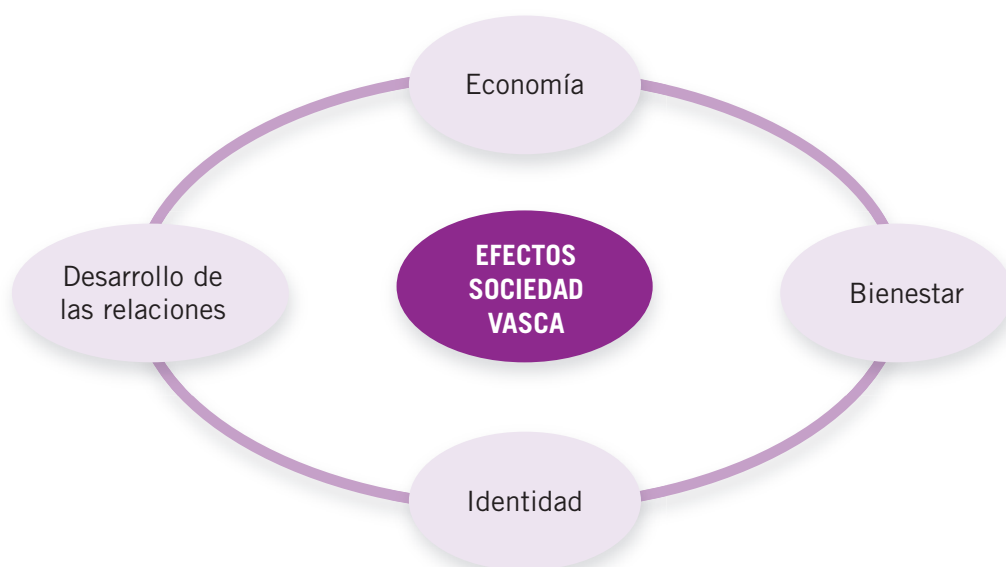 Economía
EFECTOS
SOCIEDAD
VASCA
Desarrollo de
las relaciones
Bienestar
Identidad